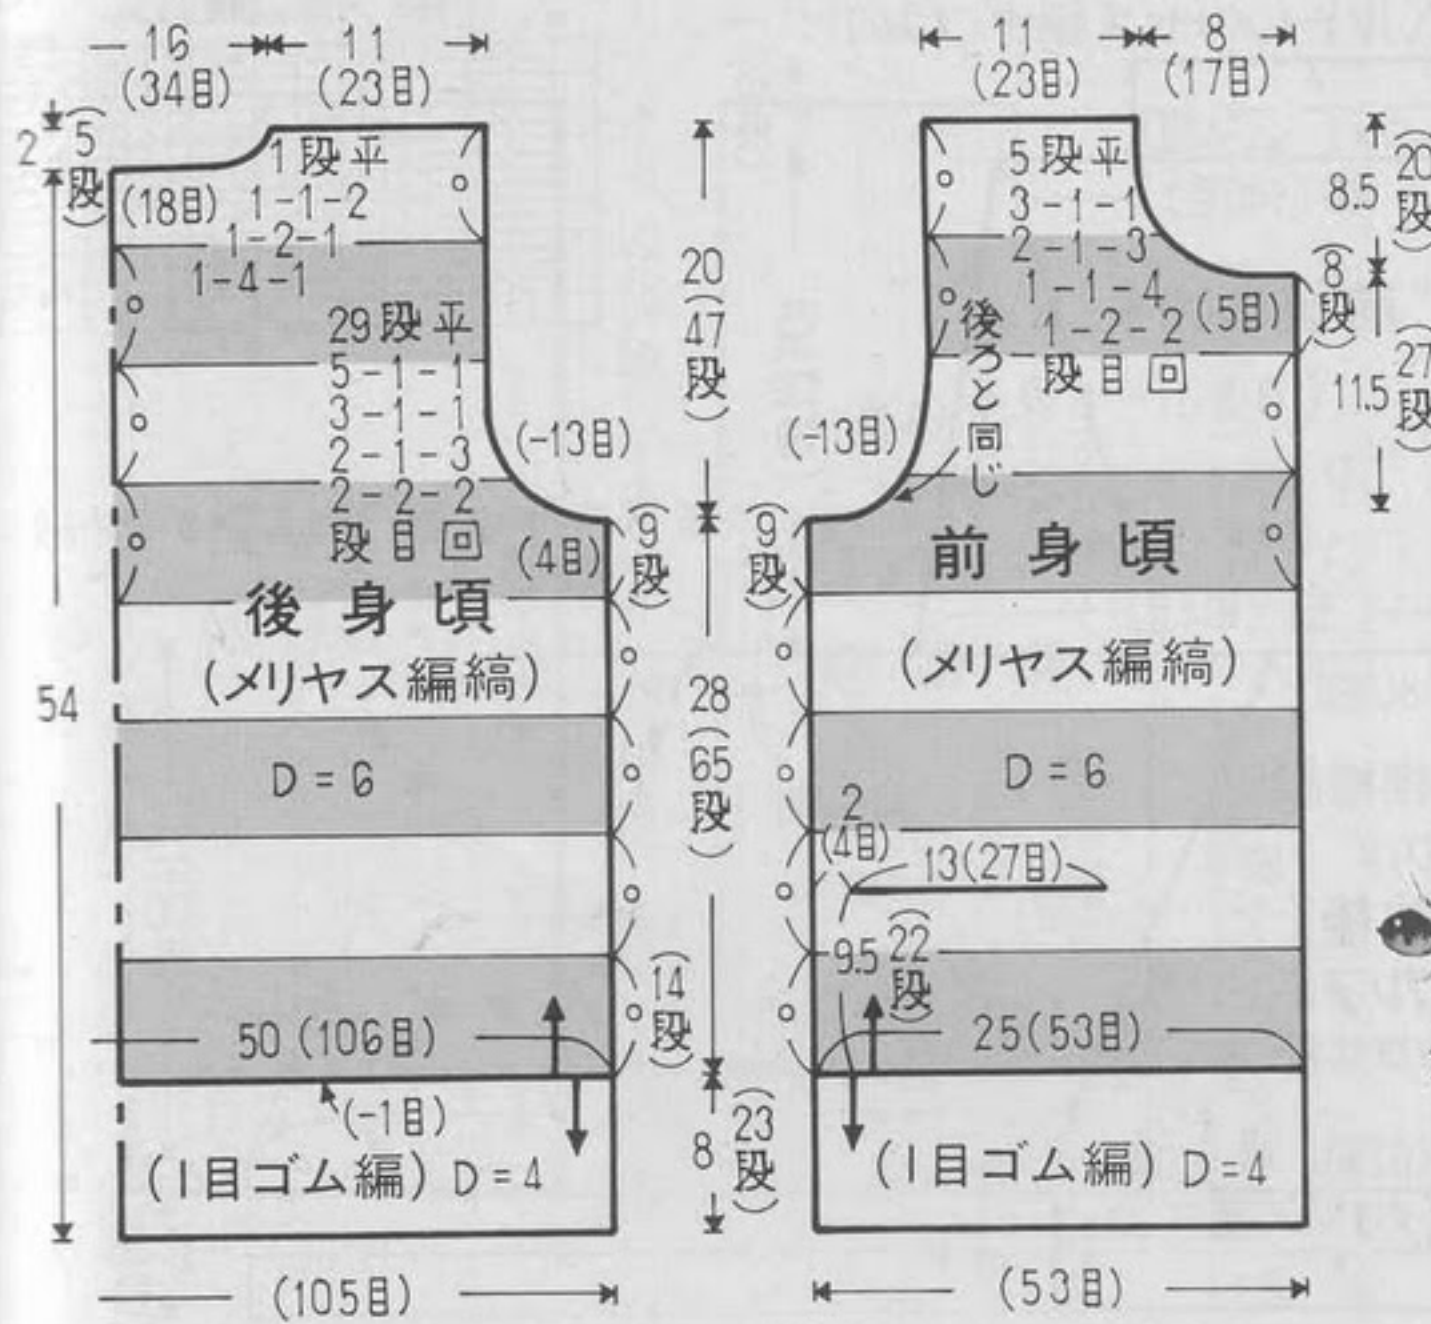 16
(34目)
11
(23目)
2
5段
(18目)
1段平
1-1-2
1-2-1
1-4-1
29段平
5-1-1
3-1-1
2-1-3
2-2-2
段目回
(-13目)
(4目)
(9段)
後身頃
(メリヤス編縞)
D=6
54
(14段)
50(106目)
(-1目)
(1目ゴム編) D=4
(105目)
20
(47段)
28
(65段)
8
(23段)
11
(23目)
8
(17目)
5段平
3-1-1
2-1-3
1-1-4
1-2-2
段目回
(5目)
(8段)
8.5
(20段)
11.5
(27段)
後ろと同じ
(-13目)
(9段)
前身頃
(メリヤス編縞)
D=6
2
(4目)
13(27目)
9.5
(22段)
25(53目)
(1目ゴム編) D=4
(53目)